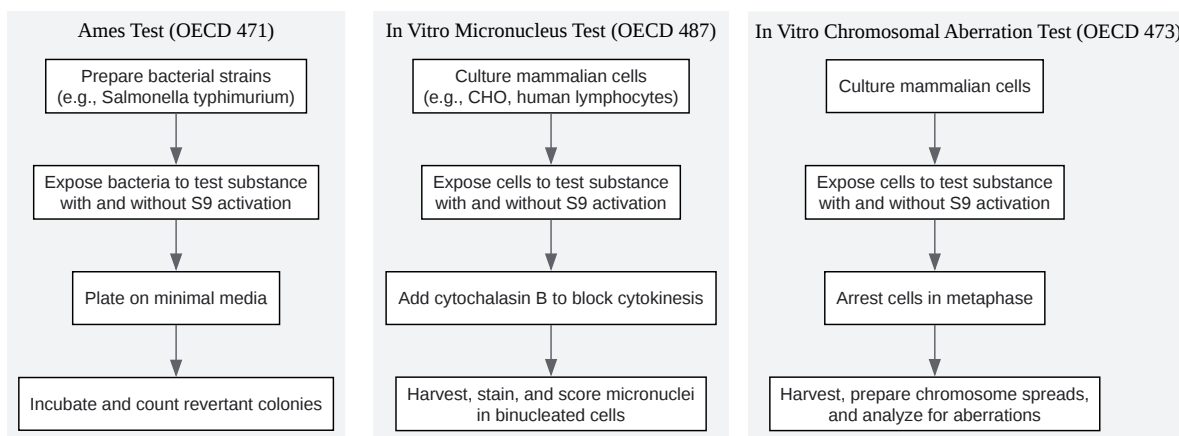 Ames Test (OECD 471)
Prepare bacterial strains
(e.g., Salmonella typhimurium)
Expose bacteria to test substance
with and without S9 activation
Plate on minimal media
Incubate and count revertant colonies
In Vitro Micronucleus Test (OECD 487)
Culture mammalian cells
(e.g., CHO, human lymphocytes)
Expose cells to test substance
with and without S9 activation
Add cytochalasin B to block cytokinesis
Harvest, stain, and score micronuclei
in binucleated cells
In Vitro Chromosomal Aberration Test (OECD 473)
Culture mammalian cells
Expose cells to test substance
with and without S9 activation
Arrest cells in metaphase
Harvest, prepare chromosome spreads,
and analyze for aberrations